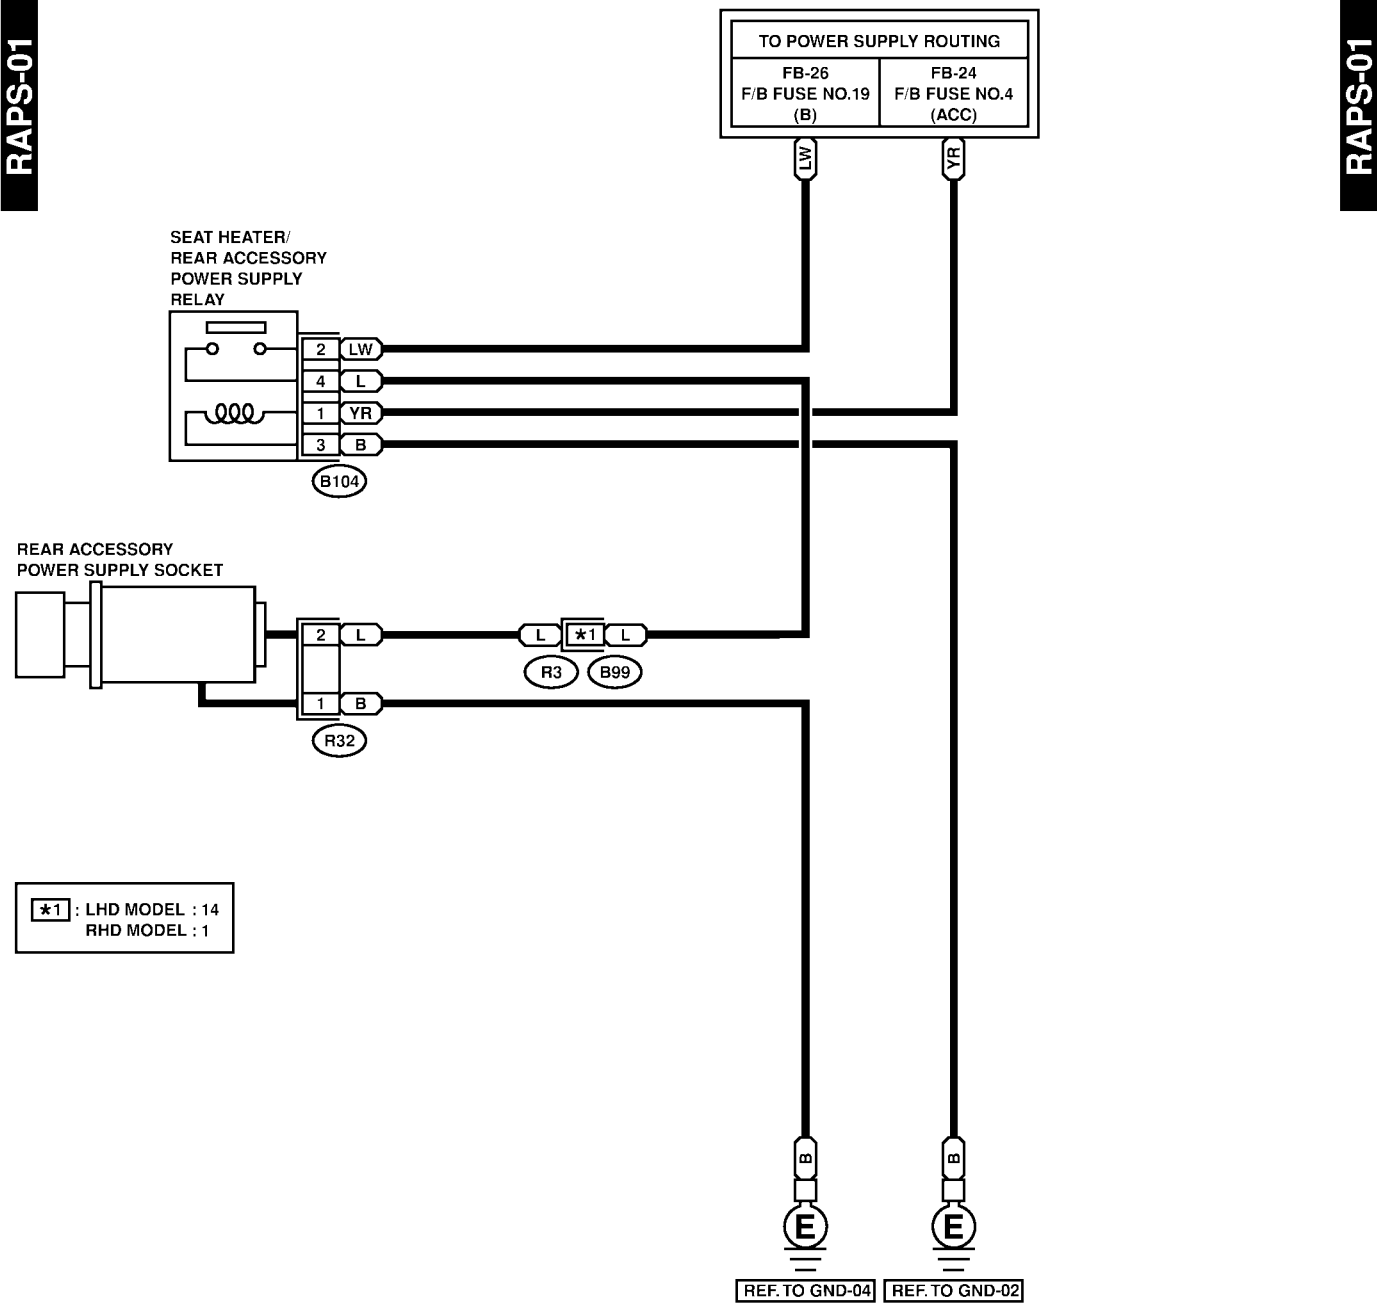 RAPS-01
RAPS-01
TO POWER SUPPLY ROUTING
FB-26
F/B FUSE NO.19
(B)
FB-24
F/B FUSE NO.4
(ACC)
LW
YR
SEAT HEATER/
REAR ACCESSORY
POWER SUPPLY
RELAY
2 LW
4 L
1 YR
3 B
B104
REAR ACCESSORY
POWER SUPPLY SOCKET
2 L
L *1 L
R3 B99
1 B
R32
*1 : LHD MODEL : 14
RHD MODEL : 1
B
B
E
E
REF. TO GND-04
REF. TO GND-02